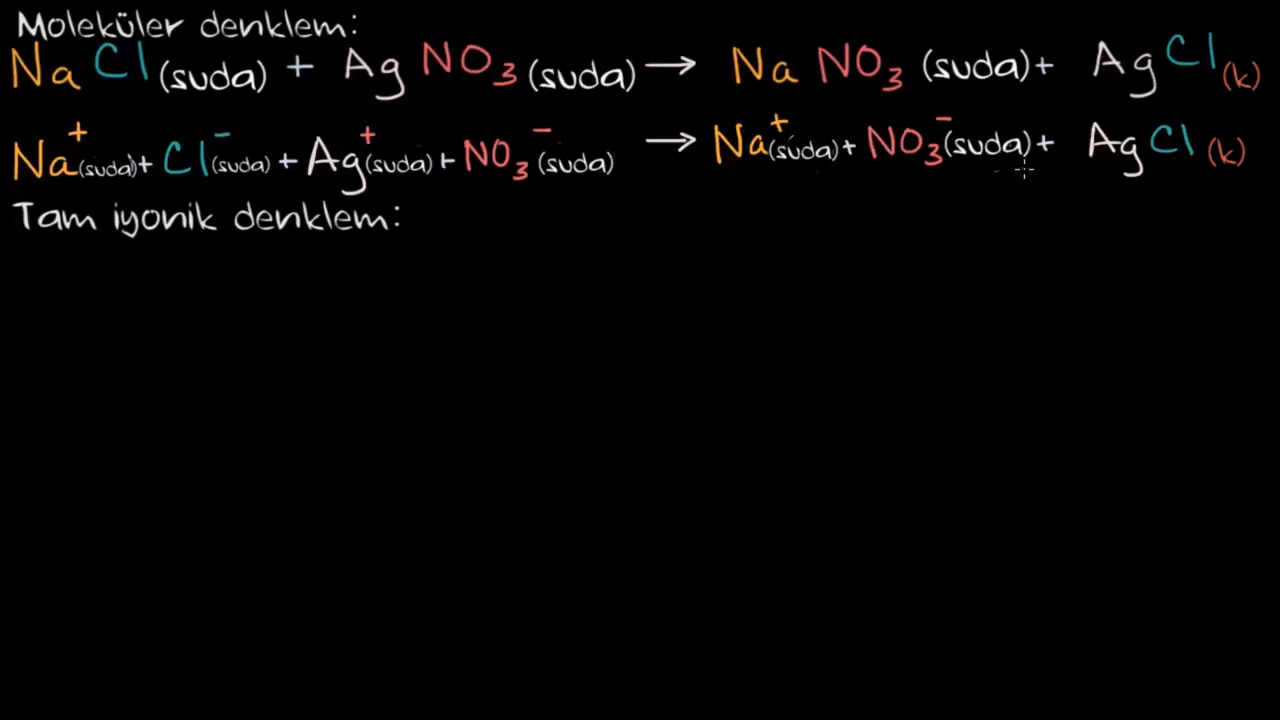 Moleküler denklem:
NaCl(suda) + AgNO₃(suda) → NaNO₃(suda) + AgCl(k)
Na⁺(suda) + Cl⁻(suda) + Ag⁺(suda) + NO₃⁻(suda) → Na⁺(suda) + NO₃⁻(suda) + AgCl(k)
Tam iyonik denklem: